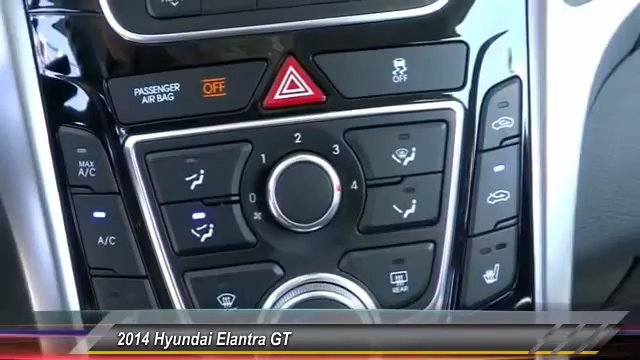 PASSENGER
AIR BAG
OFF
OFF
MAX
A/C
A/C
0
1
2
3
4
REAR
2014 Hyundai Elantra GT